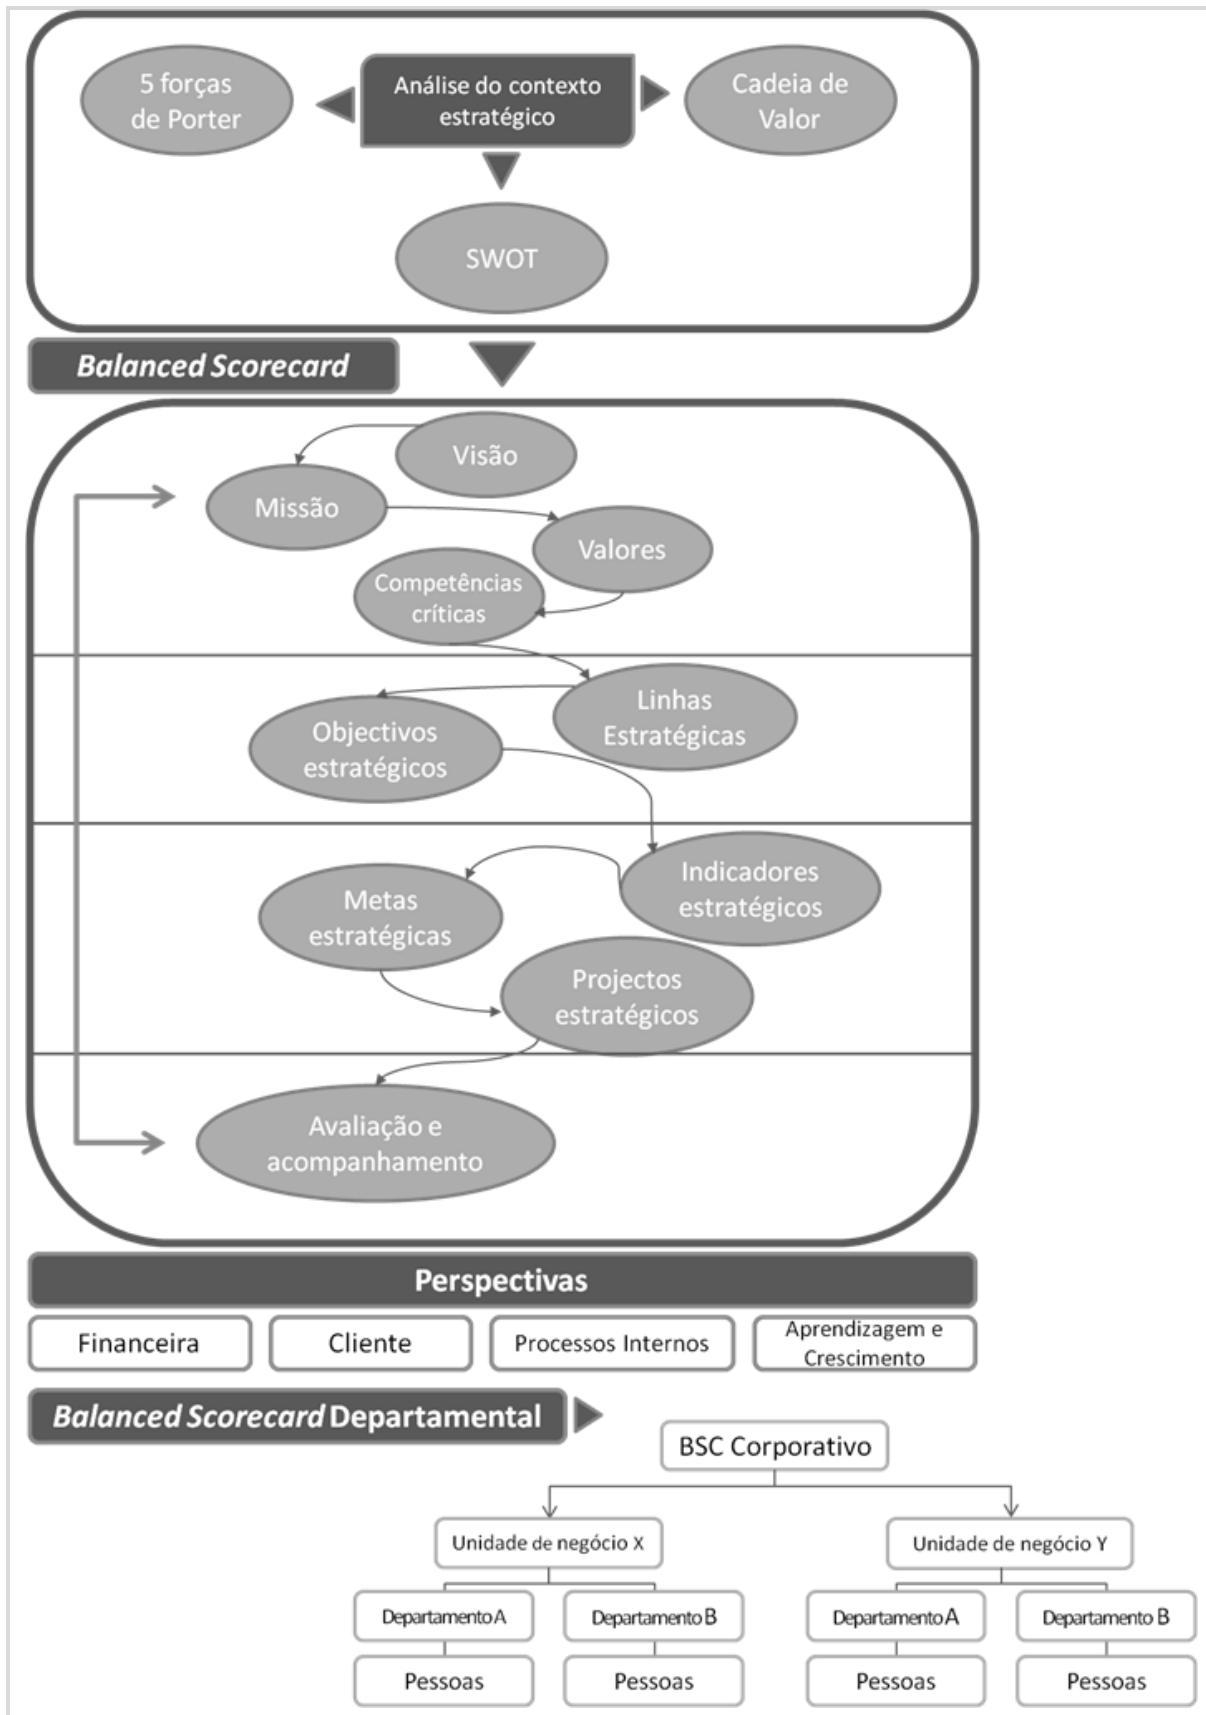 5 forças
de Porter
Análise do contexto
estratégico
Cadeia de
Valor
SWOT
Balanced Scorecard
Visão
Missão
Valores
Competências
críticas
Linhas
Estratégicas
Objectivos
estratégicos
Indicadores
estratégicos
Metas
estratégicas
Projectos
estratégicos
Avaliação e
acompanhamento
Perspectivas
Financeira
Cliente
Processos Internos
Aprendizagem e
Crescimento
Balanced Scorecard Departamental
BSC Corporativo
Unidade de negócio X
Unidade de negócio Y
Departamento A
Departamento B
Departamento A
Departamento B
Pessoas
Pessoas
Pessoas
Pessoas